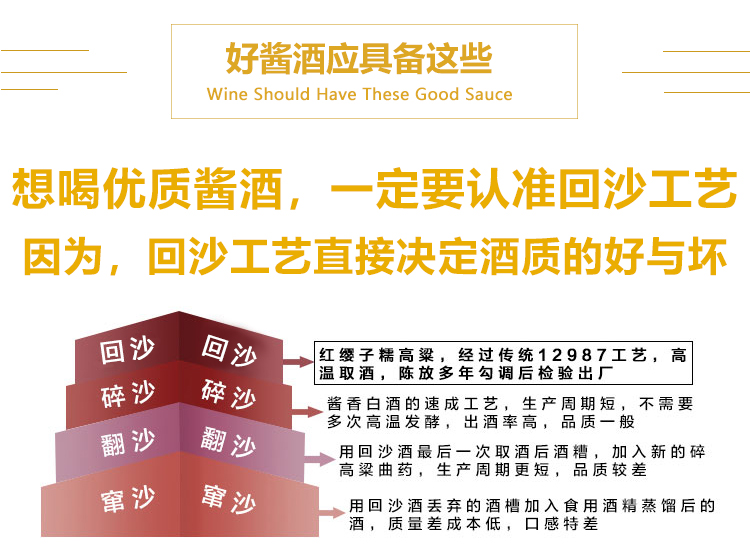 好酱酒应具备这些
Wine Should Have These Good Sauce
想喝优质酱酒，一定要认准回沙工艺
因为，回沙工艺直接决定酒质的好与坏
回沙 回沙
红缨子糯高粱，经过传统12987工艺，高
温取酒，陈放多年勾调后检验出厂
碎沙 碎沙
酱香白酒的速成工艺，生产周期短，不需要
多次高温发酵，出酒率高，品质一般
翻沙 翻沙
用回沙酒最后一次取酒后酒糟，加入新的碎
高粱曲药，生产周期更短，品质较差
窜沙 窜沙
用回沙酒丢弃的酒槽加入食用酒精蒸馏后的
酒，质量差成本低，口感特差